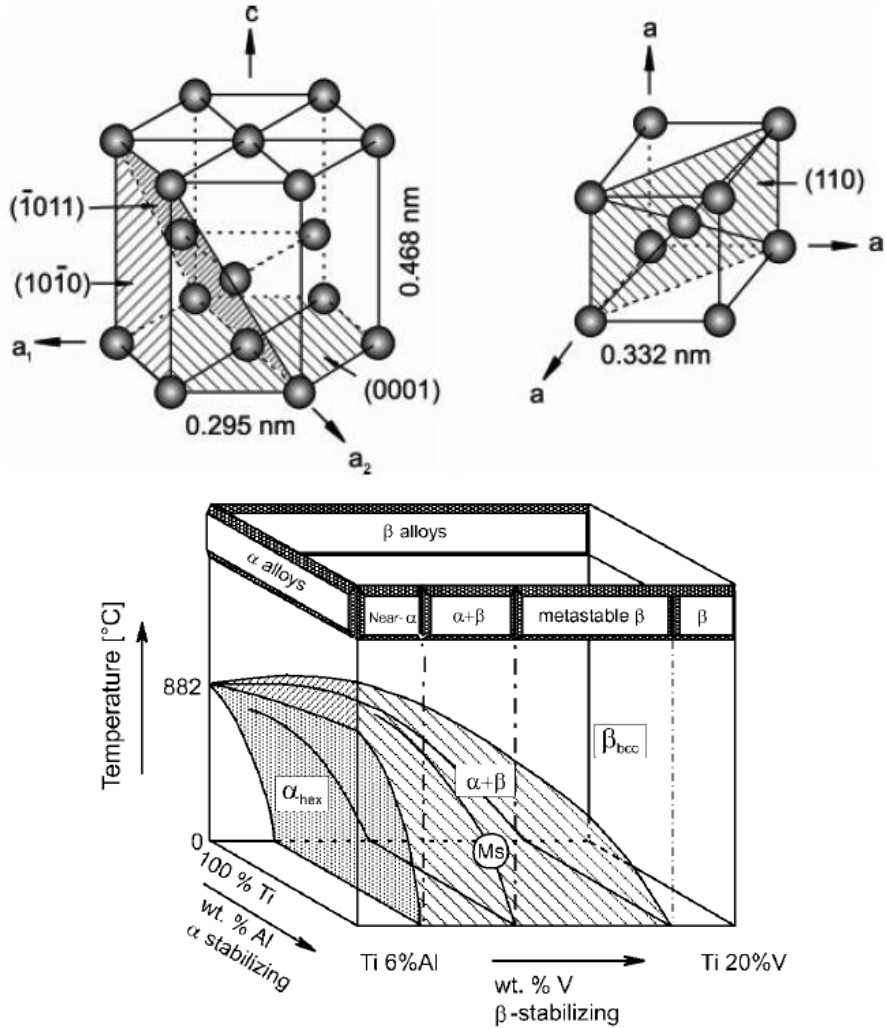 c
a
(1̅011)
(101̅0)
0.468 nm
a₁
(0001)
0.295 nm
a₂
(110)
a
0.332 nm
a
β alloys
α alloys
Near-α
α+β
metastable β
β
Temperature [°C]
882
βbcc
α+β
αhex
0
Ms
100 % Ti
wt. % Al
α stabilizing
Ti 6%Al
Ti 20%V
wt. % V
β-stabilizing